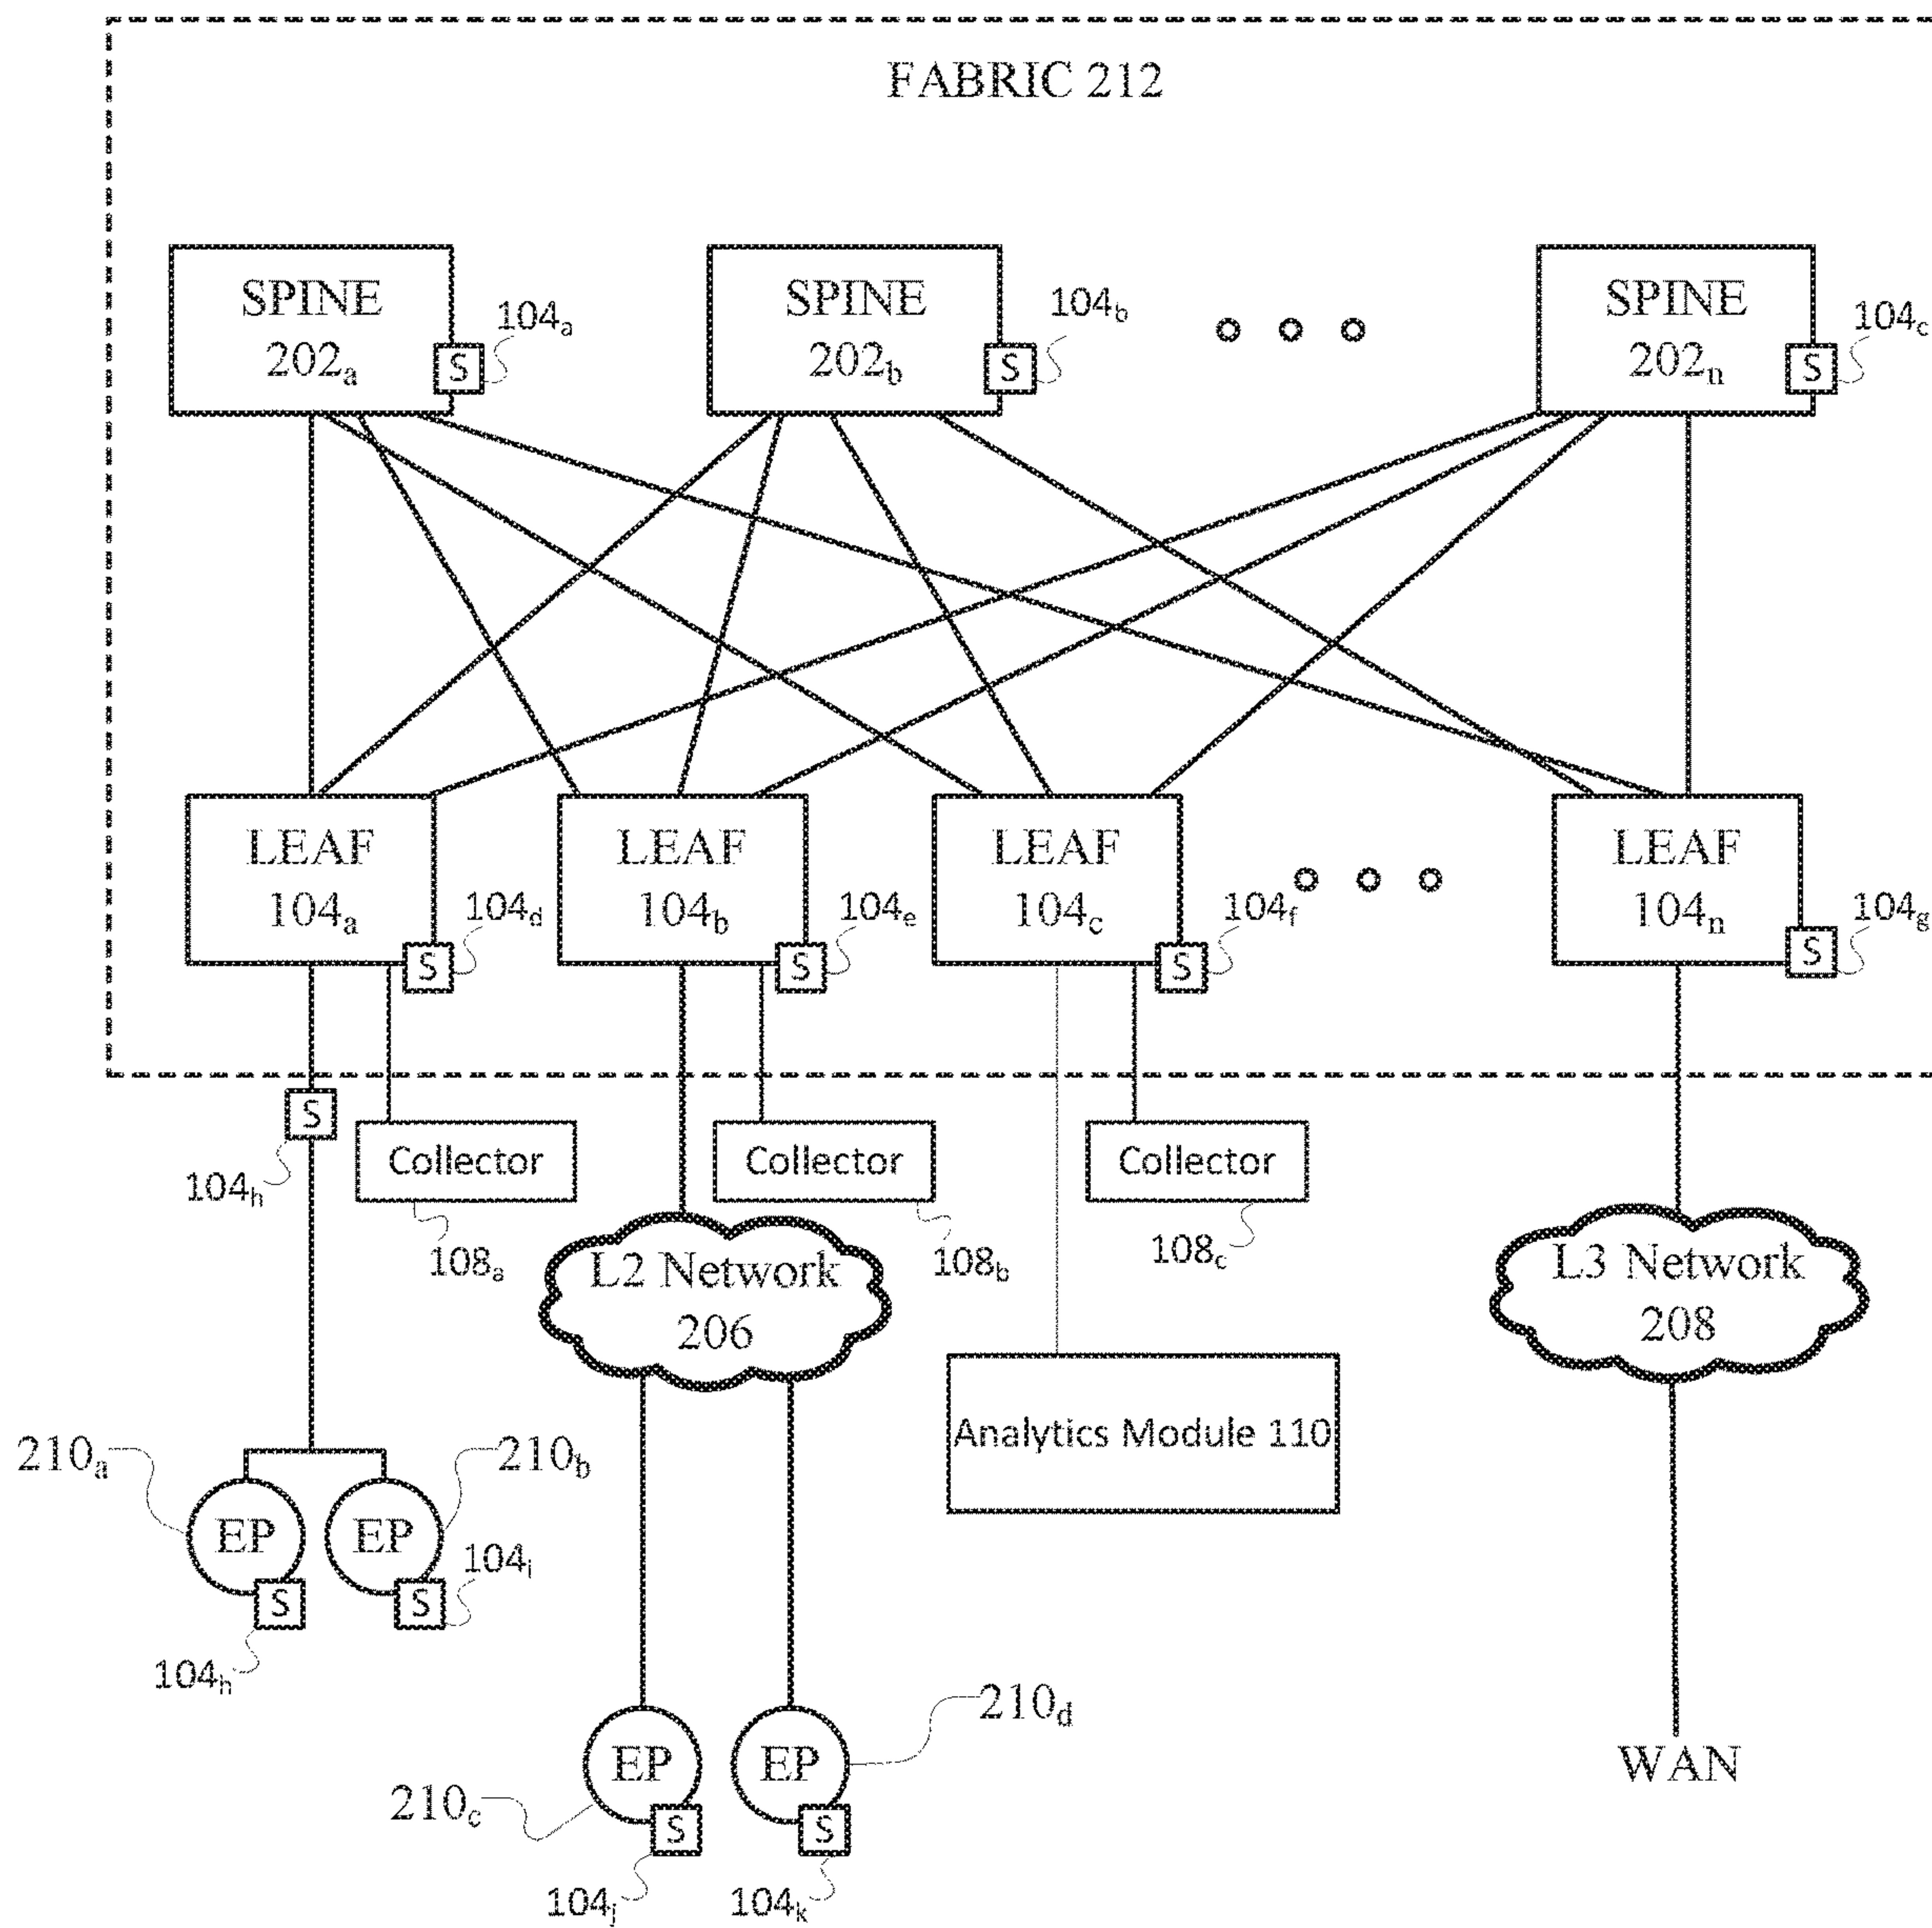 FABRIC 212
SPINE
202a
S
104a
SPINE
202b
S
104b
SPINE
202n
S
104c
LEAF
104a
S
104d
LEAF
104b
S
104e
LEAF
104c
S
104f
LEAF
104n
S
104g
S
104h
Collector
108a
Collector
108b
Collector
108c
L2 Network
206
L3 Network
208
Analytics Module 110
210a
EP
S
104h
210b
EP
S
104i
210c
EP
S
104j
210d
EP
S
104k
WAN